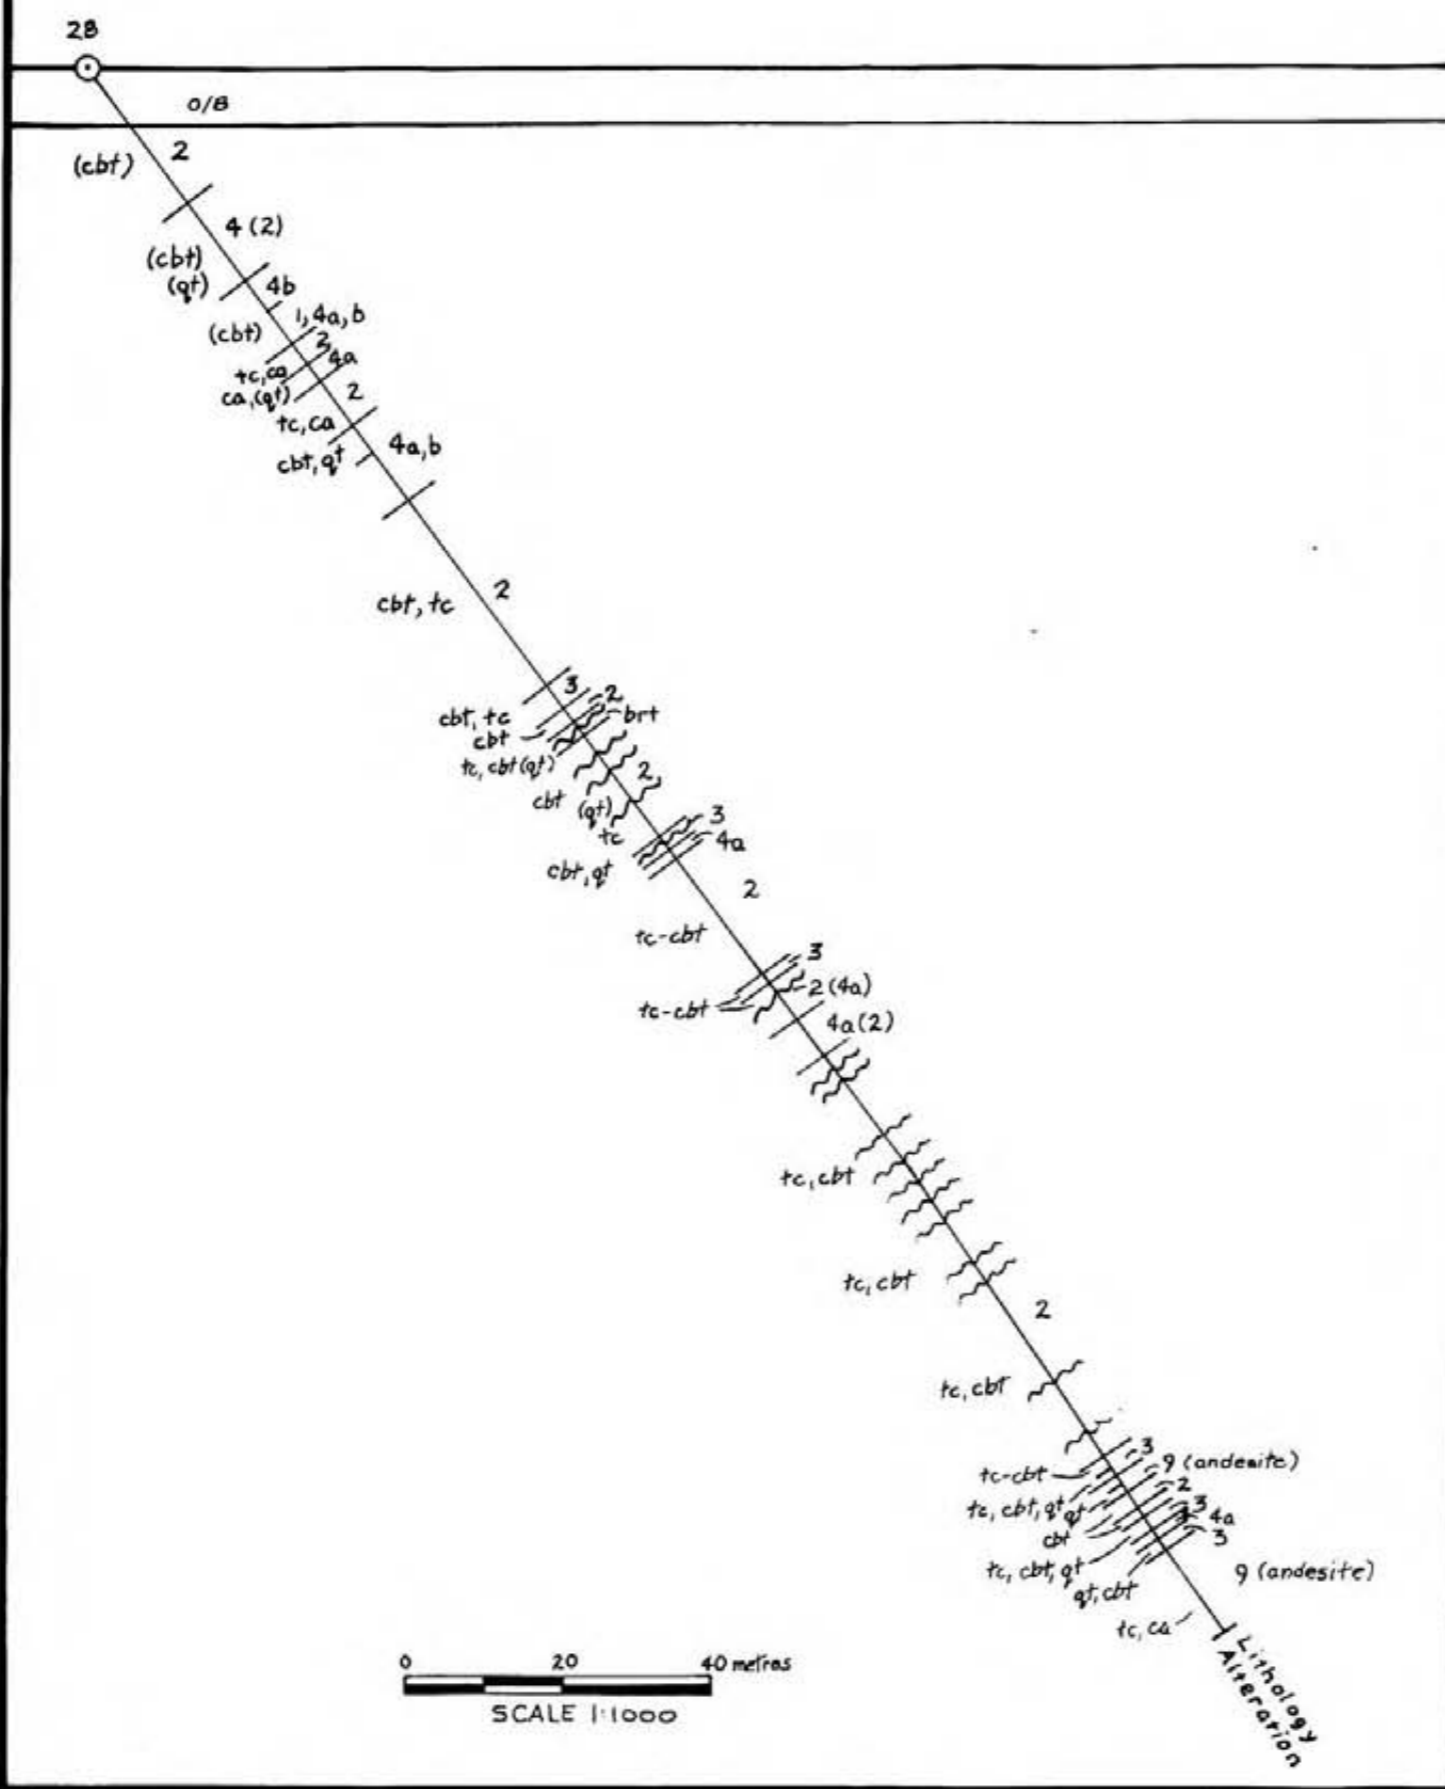 28
0/B
2
(cbt)
4 (2)
(cbt)
(qt)
4b
1, 4a, b
(cbt)
2
4a
tc, ca
ca, (qt)
2
tc, ca
4a, b
cbt, qt
2
cbt, tc
3
2
brt
cbt, tc
cbt
tc, cbt (qt)
2
cbt (qt)
tc
3
4a
cbt, qt
2
tc-cbt
3
2 (4a)
tc-cbt
4a (2)
tc, cbt
tc, cbt
2
tc, cbt
3
9 (andesite)
tc-cbt
2
tc, cbt, qt
qt
3
4a
cbt
3
tc, cbt, qt
9 (andesite)
qt, cbt
tc, ca
Lithology
Alteration
0 20 40 metres
SCALE 1:1000